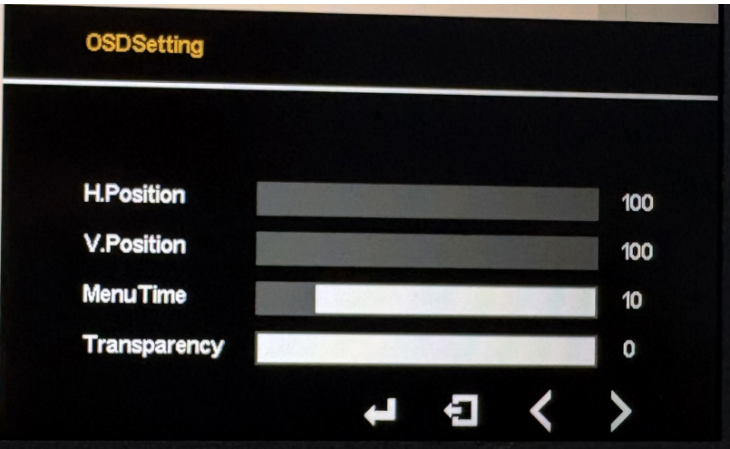 OSDSetting
H.Position 100
V.Position 100
MenuTime 10
Transparency 0